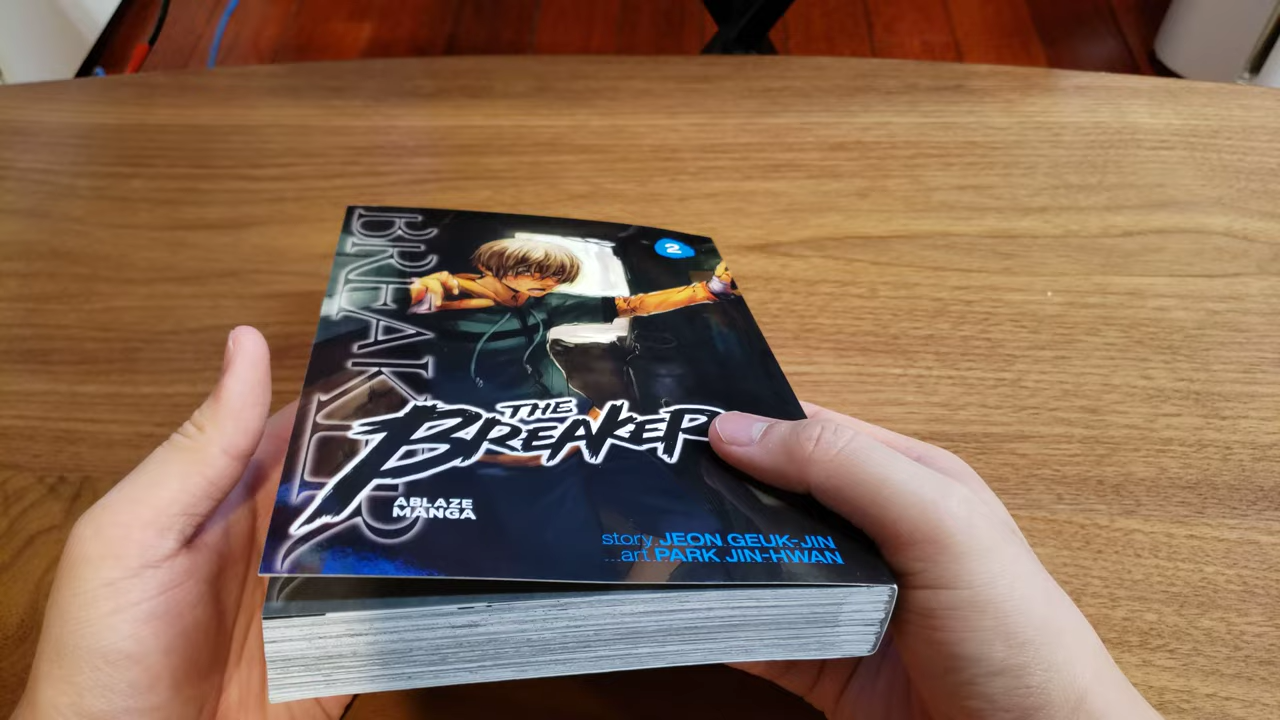 BREAKER
2
THE
BREAKER
ABLAZE
MANGA
story..JEON GEUK-JIN
...art.PARK JIN-HWAN